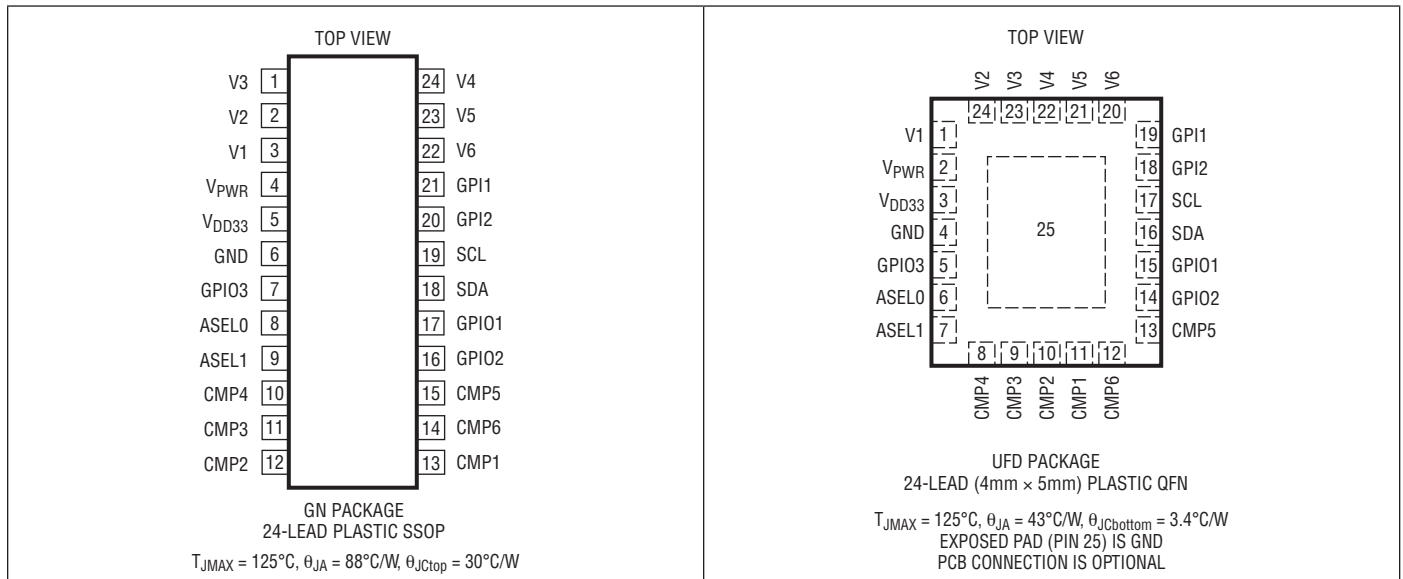 TOP VIEW
V3 1 24 V4
V2 2 23 V5
V1 3 22 V6
VPWR 4 21 GPI1
VDD33 5 20 GPI2
GND 6 19 SCL
GPIO3 7 18 SDA
ASEL0 8 17 GPIO1
ASEL1 9 16 GPIO2
CMP4 10 15 CMP5
CMP3 11 14 CMP6
CMP2 12 13 CMP1
GN PACKAGE
24-LEAD PLASTIC SSOP
TJMAX = 125°C, θJA = 88°C/W, θJCtop = 30°C/W
TOP VIEW
V2 V3 V4 V5 V6
24 23 22 21 20
V1 1 19 GPI1
VPWR 2 18 GPI2
VDD33 3 17 SCL
GND 4 25 16 SDA
GPIO3 5 15 GPIO1
ASEL0 6 14 GPIO2
ASEL1 7 13 CMP5
8 9 10 11 12
CMP4 CMP3 CMP2 CMP1 CMP6
UFD PACKAGE
24-LEAD (4mm × 5mm) PLASTIC QFN
TJMAX = 125°C, θJA = 43°C/W, θJCbottom = 3.4°C/W
EXPOSED PAD (PIN 25) IS GND
PCB CONNECTION IS OPTIONAL